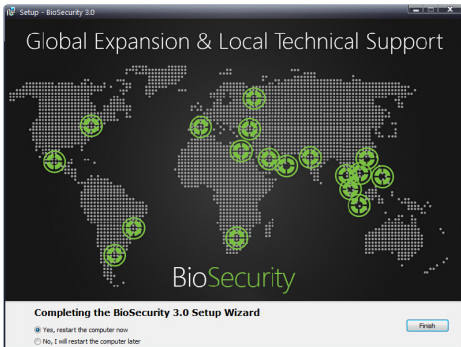 Setup - BioSecurity 3.0
Global Expansion & Local Technical Support
BioSecurity
Completing the BioSecurity 3.0 Setup Wizard
Yes, restart the computer now
No, I will restart the computer later
Finish